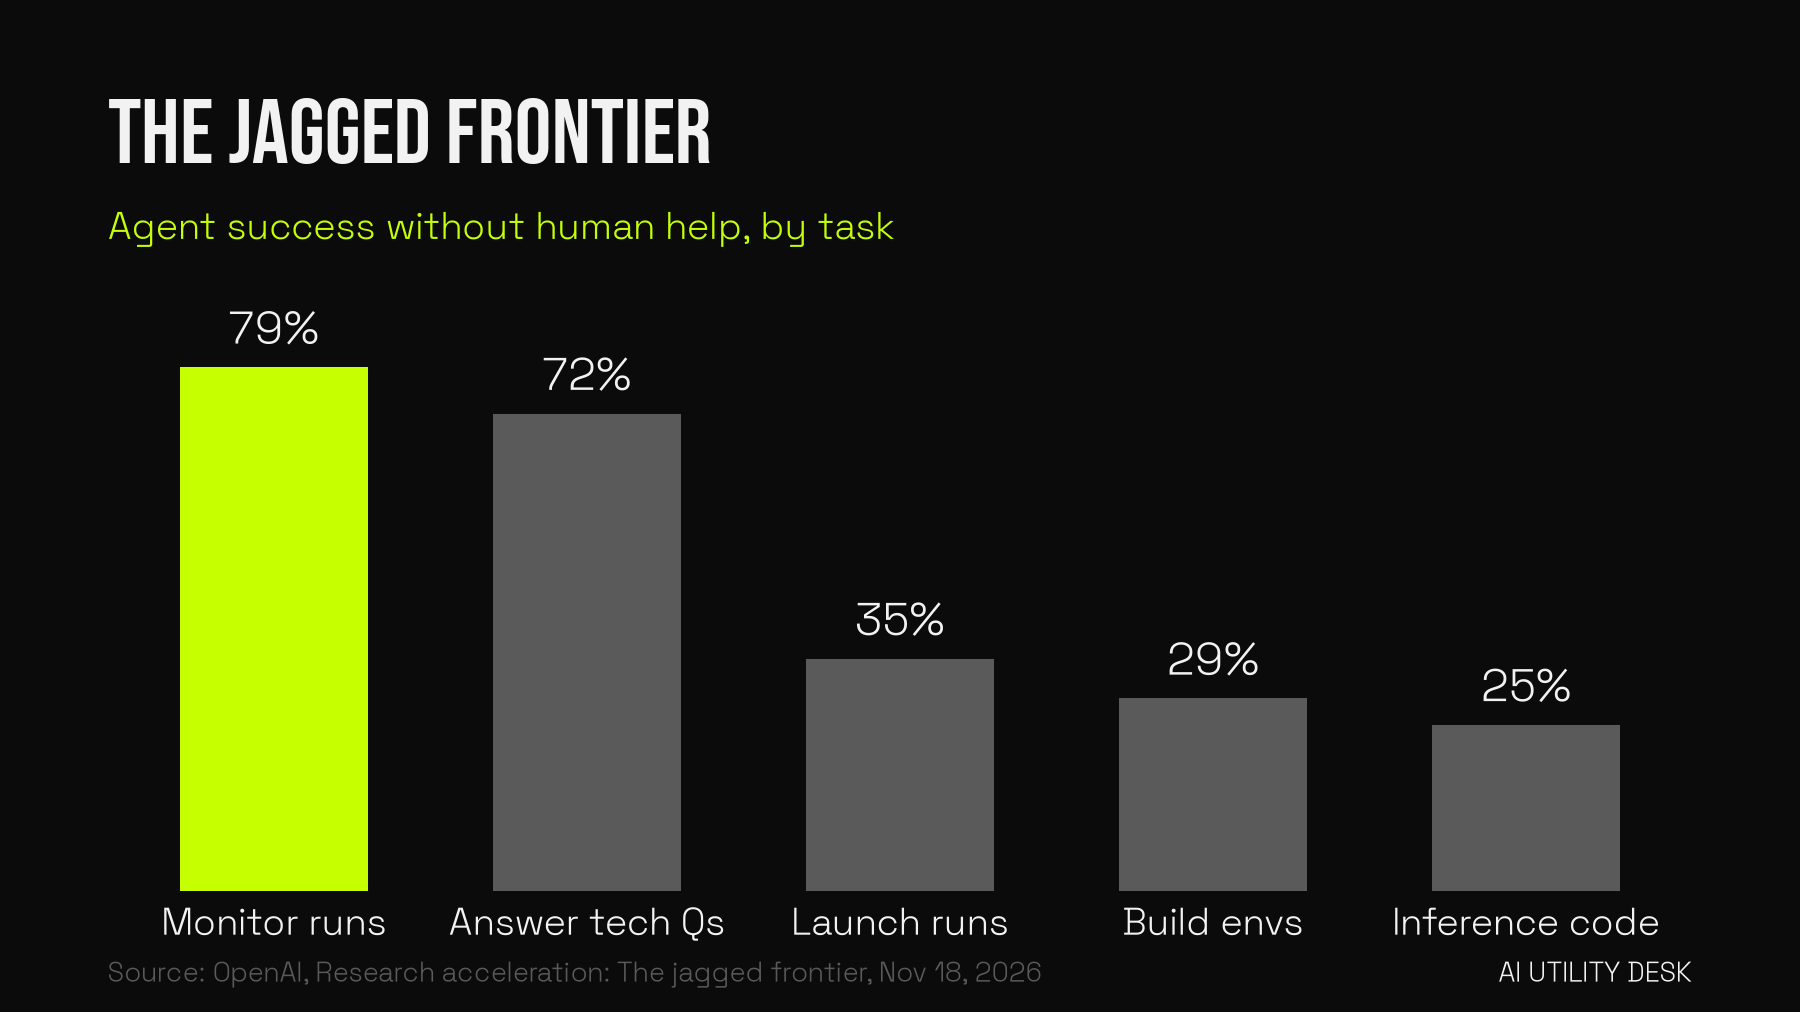 THE JAGGED FRONTIER
Agent success without human help, by task
79%
72%
35%
29%
25%
Monitor runs
Answer tech Qs
Launch runs
Build envs
Inference code
Source: OpenAI, Research acceleration: The jagged frontier, Nov 18, 2026
AI UTILITY DESK